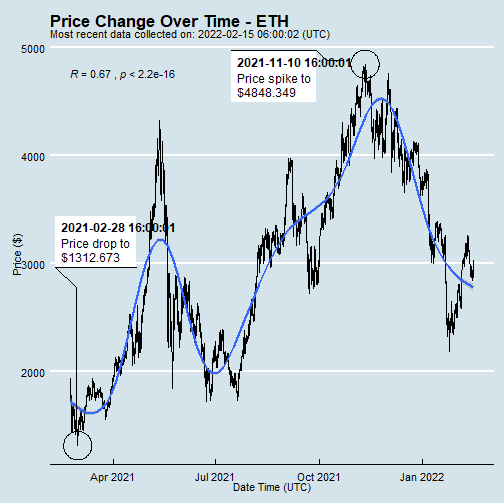 Price Change Over Time - ETH
Most recent data collected on: 2022-02-15 06:00:02 (UTC)
5000
R = 0.67 , p < 2.2e-16
2021-11-10 16:00:01
Price spike to
$4848.349
4000
2021-02-28 16:00:01
Price drop to
$1312.673
Price ($)
3000
2000
Apr 2021
Jul 2021
Oct 2021
Jan 2022
Date Time (UTC)